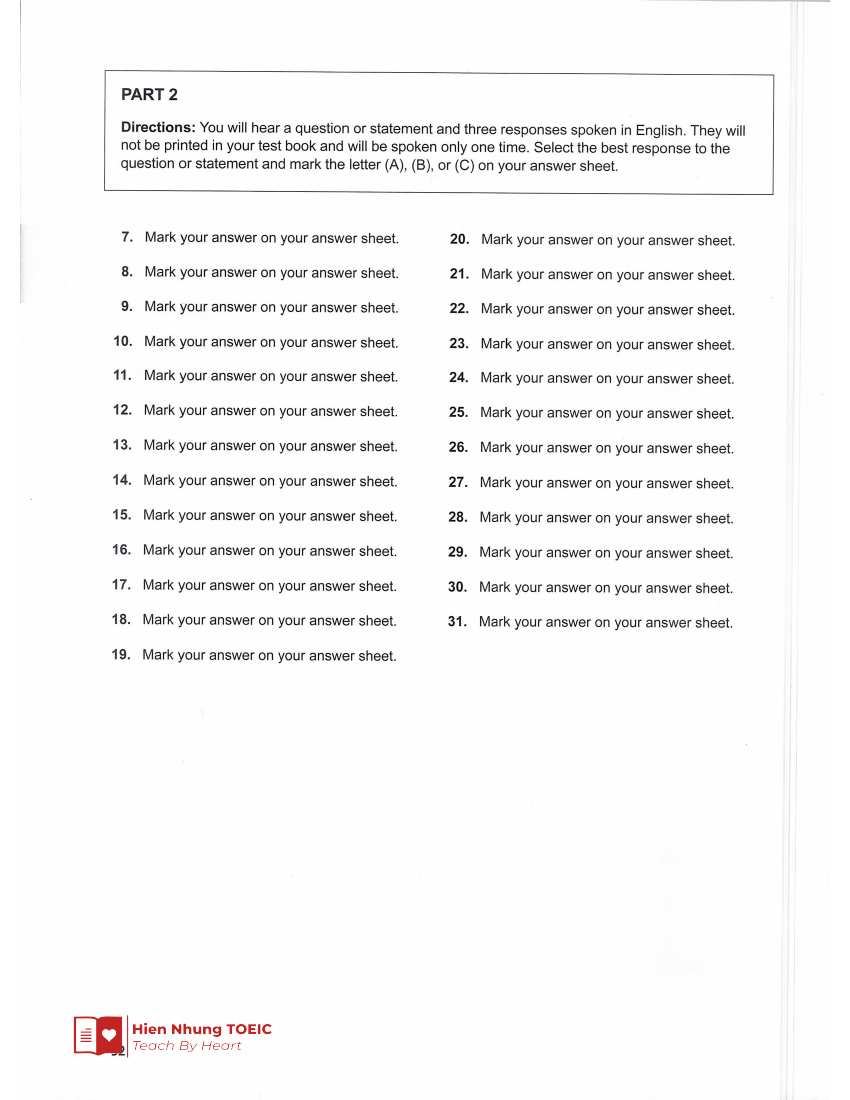 PART 2
Directions: You will hear a question or statement and three responses spoken in English. They will
not be printed in your test book and will be spoken only one time. Select the best response to the
question or statement and mark the letter (A), (B), or (C) on your answer sheet.
7. Mark your answer on your answer sheet.
8. Mark your answer on your answer sheet.
9. Mark your answer on your answer sheet.
10. Mark your answer on your answer sheet.
11. Mark your answer on your answer sheet.
12. Mark your answer on your answer sheet.
13. Mark your answer on your answer sheet.
14. Mark your answer on your answer sheet.
15. Mark your answer on your answer sheet.
16. Mark your answer on your answer sheet.
17. Mark your answer on your answer sheet.
18. Mark your answer on your answer sheet.
19. Mark your answer on your answer sheet.
20. Mark your answer on your answer sheet.
21. Mark your answer on your answer sheet.
22. Mark your answer on your answer sheet.
23. Mark your answer on your answer sheet.
24. Mark your answer on your answer sheet.
25. Mark your answer on your answer sheet.
26. Mark your answer on your answer sheet.
27. Mark your answer on your answer sheet.
28. Mark your answer on your answer sheet.
29. Mark your answer on your answer sheet.
30. Mark your answer on your answer sheet.
31. Mark your answer on your answer sheet.
Hien Nhung TOEIC
Teach By Heart